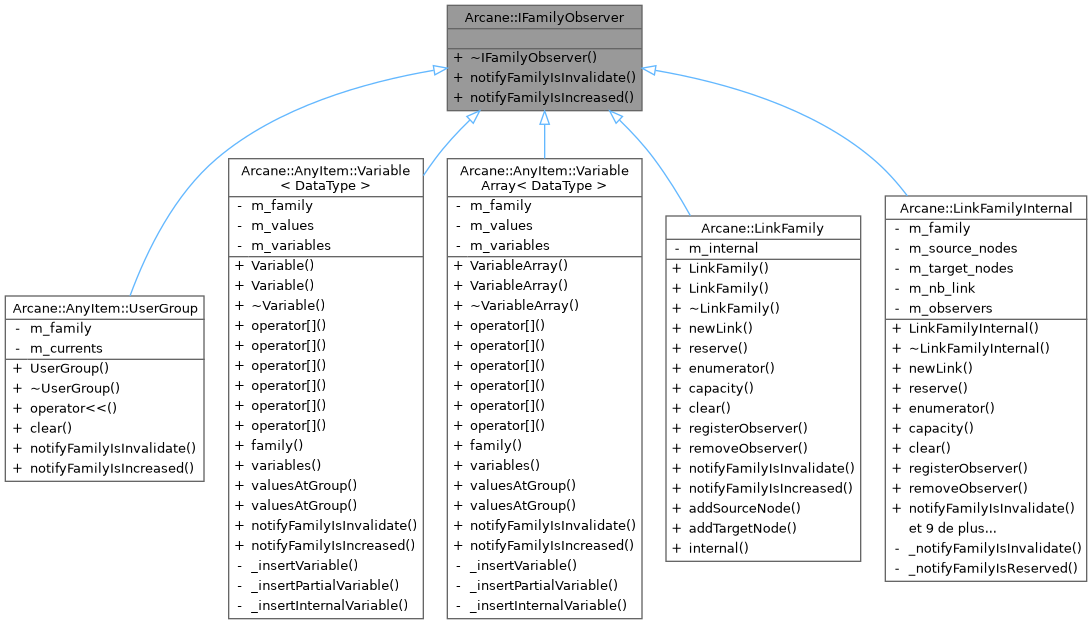 Arcane::IFamilyObserver
+ ~IFamilyObserver()
+ notifyFamilyIsInvalidate()
+ notifyFamilyIsIncreased()
Arcane::AnyItem::UserGroup
- m_family
- m_currents
+ UserGroup()
+ ~UserGroup()
+ operator<<()
+ clear()
+ notifyFamilyIsInvalidate()
+ notifyFamilyIsIncreased()
Arcane::AnyItem::Variable
< DataType >
- m_family
- m_values
- m_variables
+ Variable()
+ Variable()
+ ~Variable()
+ operator[]()
+ operator[]()
+ operator[]()
+ operator[]()
+ operator[]()
+ operator[]()
+ family()
+ variables()
+ valuesAtGroup()
+ valuesAtGroup()
+ notifyFamilyIsInvalidate()
+ notifyFamilyIsIncreased()
- _insertVariable()
- _insertPartialVariable()
- _insertInternalVariable()
Arcane::AnyItem::Variable
Array< DataType >
- m_family
- m_values
- m_variables
+ VariableArray()
+ VariableArray()
+ ~VariableArray()
+ operator[]()
+ operator[]()
+ operator[]()
+ operator[]()
+ operator[]()
+ operator[]()
+ family()
+ variables()
+ valuesAtGroup()
+ valuesAtGroup()
+ notifyFamilyIsInvalidate()
+ notifyFamilyIsIncreased()
- _insertVariable()
- _insertPartialVariable()
- _insertInternalVariable()
Arcane::LinkFamily
- m_internal
+ LinkFamily()
+ LinkFamily()
+ ~LinkFamily()
+ newLink()
+ reserve()
+ enumerator()
+ capacity()
+ clear()
+ registerObserver()
+ removeObserver()
+ notifyFamilyIsInvalidate()
+ notifyFamilyIsIncreased()
+ addSourceNode()
+ addTargetNode()
+ internal()
Arcane::LinkFamilyInternal
- m_family
- m_source_nodes
- m_target_nodes
- m_nb_link
- m_observers
+ LinkFamilyInternal()
+ ~LinkFamilyInternal()
+ newLink()
+ reserve()
+ enumerator()
+ capacity()
+ clear()
+ registerObserver()
+ removeObserver()
+ notifyFamilyIsInvalidate()
et 9 de plus...
- _notifyFamilyIsInvalidate()
- _notifyFamilyIsReserved()